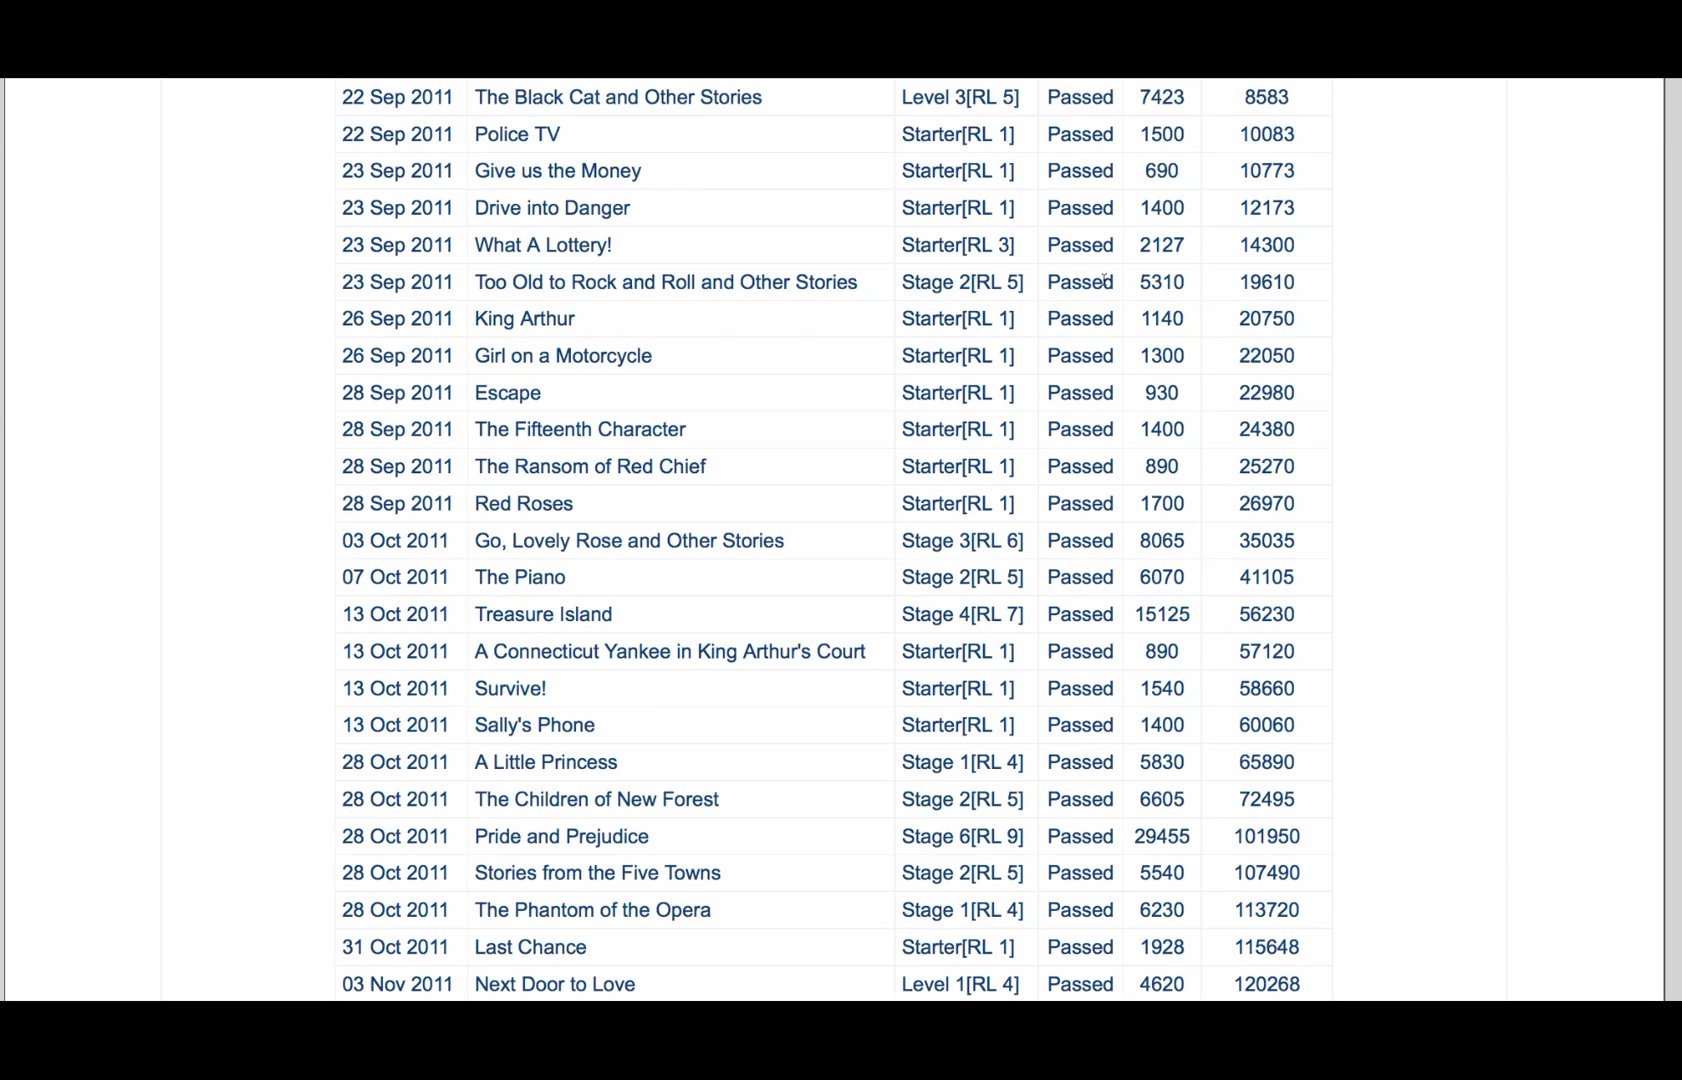 22 Sep 2011 The Black Cat and Other Stories Level 3[RL 5] Passed 7423 8583
22 Sep 2011 Police TV Starter[RL 1] Passed 1500 10083
23 Sep 2011 Give us the Money Starter[RL 1] Passed 690 10773
23 Sep 2011 Drive into Danger Starter[RL 1] Passed 1400 12173
23 Sep 2011 What A Lottery! Starter[RL 3] Passed 2127 14300
23 Sep 2011 Too Old to Rock and Roll and Other Stories Stage 2[RL 5] Passed 5310 19610
26 Sep 2011 King Arthur Starter[RL 1] Passed 1140 20750
26 Sep 2011 Girl on a Motorcycle Starter[RL 1] Passed 1300 22050
28 Sep 2011 Escape Starter[RL 1] Passed 930 22980
28 Sep 2011 The Fifteenth Character Starter[RL 1] Passed 1400 24380
28 Sep 2011 The Ransom of Red Chief Starter[RL 1] Passed 890 25270
28 Sep 2011 Red Roses Starter[RL 1] Passed 1700 26970
03 Oct 2011 Go, Lovely Rose and Other Stories Stage 3[RL 6] Passed 8065 35035
07 Oct 2011 The Piano Stage 2[RL 5] Passed 6070 41105
13 Oct 2011 Treasure Island Stage 4[RL 7] Passed 15125 56230
13 Oct 2011 A Connecticut Yankee in King Arthur's Court Starter[RL 1] Passed 890 57120
13 Oct 2011 Survive! Starter[RL 1] Passed 1540 58660
13 Oct 2011 Sally's Phone Starter[RL 1] Passed 1400 60060
28 Oct 2011 A Little Princess Stage 1[RL 4] Passed 5830 65890
28 Oct 2011 The Children of New Forest Stage 2[RL 5] Passed 6605 72495
28 Oct 2011 Pride and Prejudice Stage 6[RL 9] Passed 29455 101950
28 Oct 2011 Stories from the Five Towns Stage 2[RL 5] Passed 5540 107490
28 Oct 2011 The Phantom of the Opera Stage 1[RL 4] Passed 6230 113720
31 Oct 2011 Last Chance Starter[RL 1] Passed 1928 115648
03 Nov 2011 Next Door to Love Level 1[RL 4] Passed 4620 120268